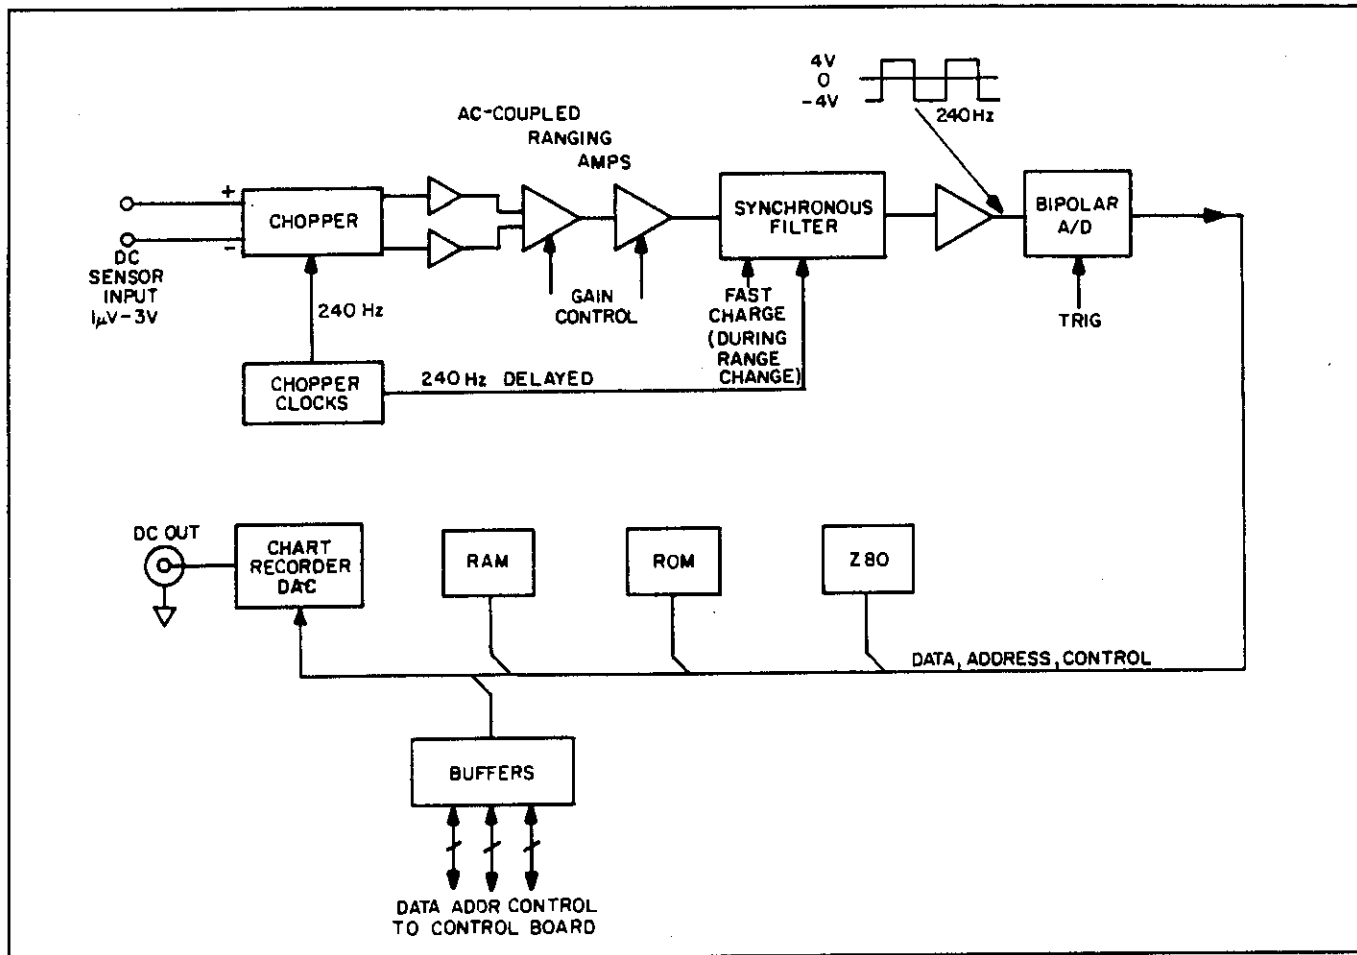 4V
0
-4V
240Hz
AC-COUPLED
RANGING
AMPS
+
-
CHOPPER
SYNCHRONOUS
FILTER
BIPOLAR
A/D
DC
SENSOR
INPUT
1µV-3V
240 Hz
GAIN
CONTROL
FAST
CHARGE
(DURING
RANGE
CHANGE)
TRIG
CHOPPER
CLOCKS
240 Hz DELAYED
DC OUT
CHART
RECORDER
DAC
RAM
ROM
Z80
DATA, ADDRESS, CONTROL
BUFFERS
DATA ADDR CONTROL
TO CONTROL BOARD